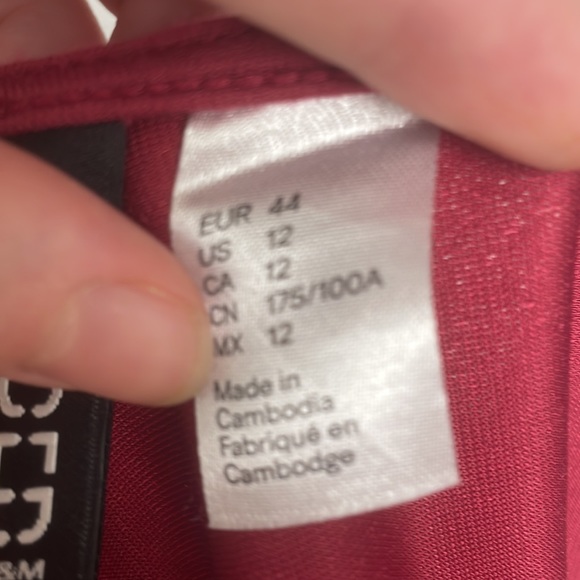 EUR 44
US 12
CA 12
CN 175/100A
MX 12
Made in
Cambodia
Fabriqué en
Cambodge
&M